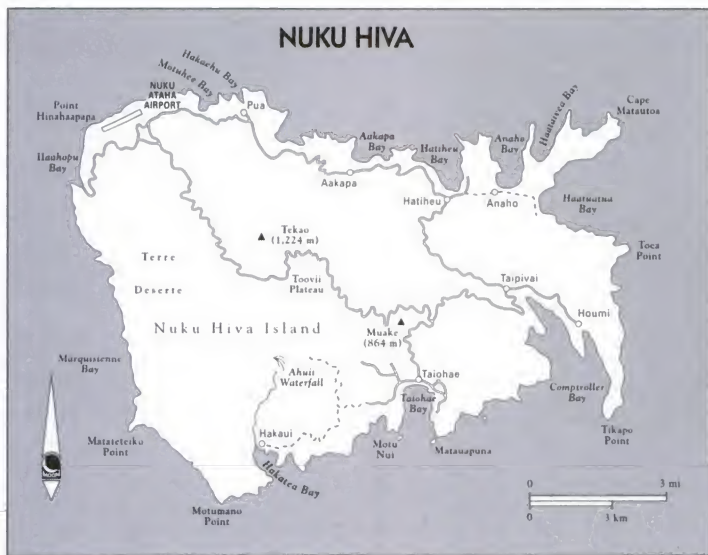 NUKU HIVA
Hakaehu Bay
Motuhee Bay
NUKU
ATAHA
AIRPORT
Pua
Point
Hinahaapapa
Haahopu
Bay
Aakapa
Bay
Aakapa
Hatiheu
Bay
Anaho
Bay
Haataivea Bay
Cape
Matautoa
Hatiheu
Anaho
Haatuatua
Bay
Toca
Point
Tekao
(1,224 m)
Terre
Deserte
Toovii
Plateau
Taipivai
Houmi
Nuku Hiva Island
Muake
(864 m)
Marquisienne
Bay
Ahuii
Waterfall
Taiohae
Taiohae
Bay
Comptroller
Bay
Tikapo
Point
Matateteiko
Point
Hakaui
Hakatea Bay
Motu
Nui
Matauapuna
Motumano
Point
MOON
0
3 mi
0
3 km